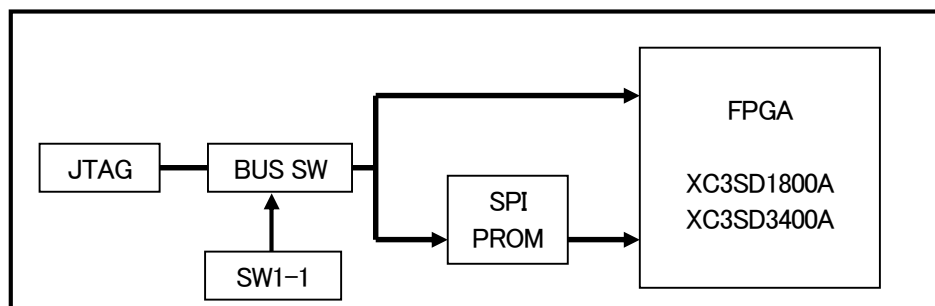 FPGA
JTAG
BUS SW
XC3SD1800A
SPI
PROM
XC3SD3400A
SW1-1